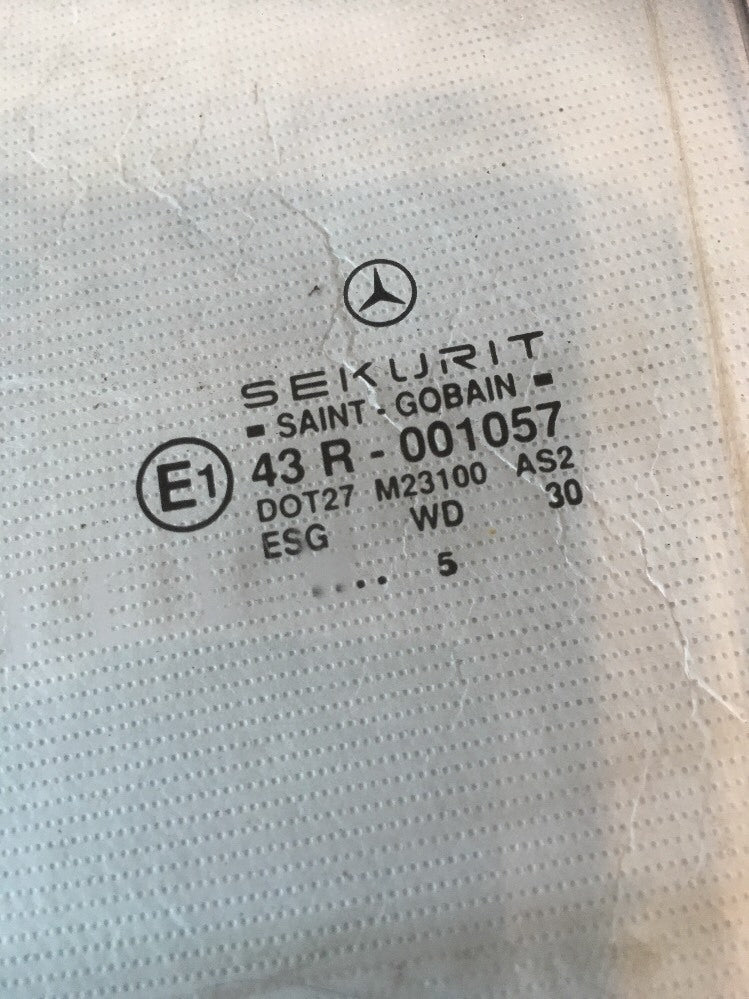 SEKURIT
SAINT - GOBAIN
E1 43 R - 001057
DOT27 M23100 AS2
ESG WD 30
.... 5